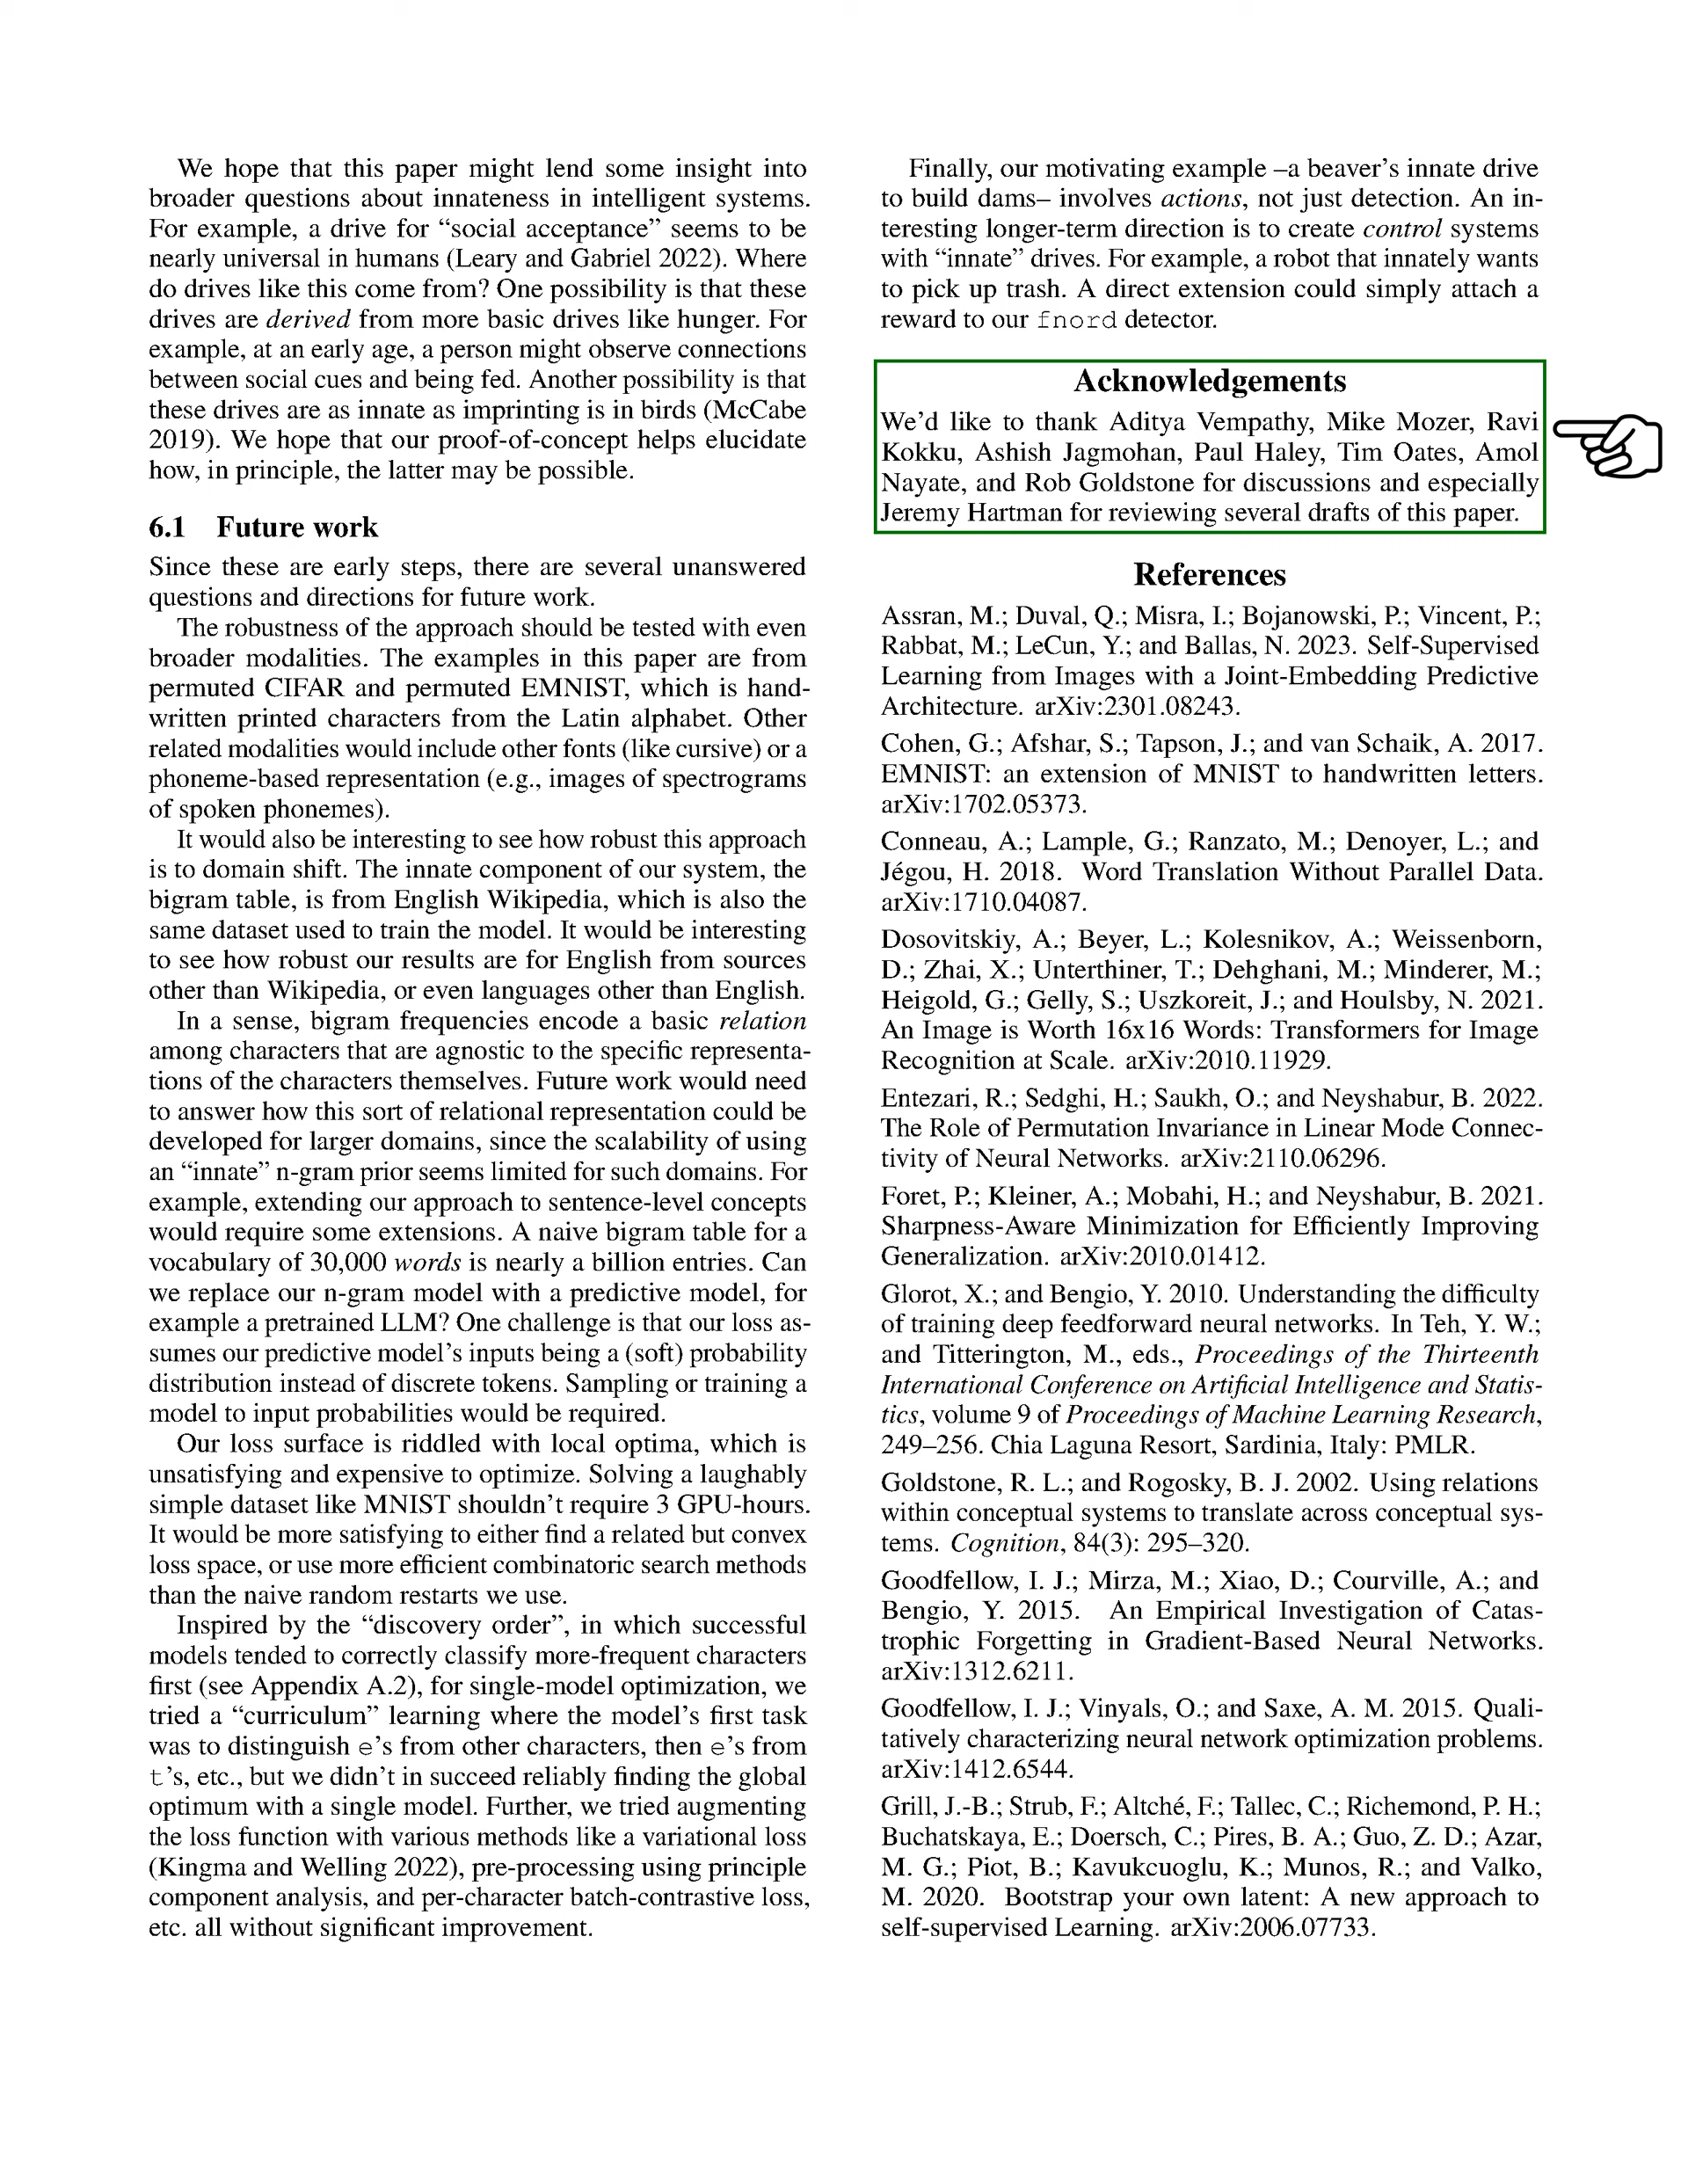 We hope that this paper might lend some insight into
broader questions about innateness in intelligent systems.
For example, a drive for “social acceptance” seems to be
nearly universal in humans (Leary and Gabriel 2022). Where
do drives like this come from? One possibility is that these
drives are derived from more basic drives like hunger. For
example, at an early age, a person might observe connections
between social cues and being fed. Another possibility is that
these drives are as innate as imprinting is in birds (McCabe
2019). We hope that our proof-of-concept helps elucidate
how, in principle, the latter may be possible.
6.1 Future work
Since these are early steps, there are several unanswered
questions and directions for future work.
The robustness of the approach should be tested with even
broader modalities. The examples in this paper are from
permuted CIFAR and permuted EMNIST, which is hand-
written printed characters from the Latin alphabet. Other
related modalities would include other fonts (like cursive) or a
phoneme-based representation (e.g., images of spectrograms
of spoken phonemes).
It would also be interesting to see how robust this approach
is to domain shift. The innate component of our system, the
bigram table, is from English Wikipedia, which is also the
same dataset used to train the model. It would be interesting
to see how robust our results are for English from sources
other than Wikipedia, or even languages other than English.
In a sense, bigram frequencies encode a basic relation
among characters that are agnostic to the specific representa-
tions of the characters themselves. Future work would need
to answer how this sort of relational representation could be
developed for larger domains, since the scalability of using
an “innate” n-gram prior seems limited for such domains. For
example, extending our approach to sentence-level concepts
would require some extensions. A naive bigram table for a
vocabulary of 30,000 words is nearly a billion entries. Can
we replace our n-gram model with a predictive model, for
example a pretrained LLM? One challenge is that our loss as-
sumes our predictive model’s inputs being a (soft) probability
distribution instead of discrete tokens. Sampling or training a
model to input probabilities would be required.
Our loss surface is riddled with local optima, which is
unsatisfying and expensive to optimize. Solving a laughably
simple dataset like MNIST shouldn’t require 3 GPU-hours.
It would be more satisfying to either find a related but convex
loss space, or use more efficient combinatoric search methods
than the naive random restarts we use.
Inspired by the “discovery order”, in which successful
models tended to correctly classify more-frequent characters
first (see Appendix A.2), for single-model optimization, we
tried a “curriculum” learning where the model’s first task
was to distinguish e’s from other characters, then e’s from
t’s, etc., but we didn’t in succeed reliably finding the global
optimum with a single model. Further, we tried augmenting
the loss function with various methods like a variational loss
(Kingma and Welling 2022), pre-processing using principle
component analysis, and per-character batch-contrastive loss,
etc. all without significant improvement.
Finally, our motivating example –a beaver’s innate drive
to build dams– involves actions, not just detection. An in-
teresting longer-term direction is to create control systems
with “innate” drives. For example, a robot that innately wants
to pick up trash. A direct extension could simply attach a
reward to our fnord detector.
Acknowledgements
We’d like to thank Aditya Vempathy, Mike Mozer, Ravi
Kokku, Ashish Jagmohan, Paul Haley, Tim Oates, Amol
Nayate, and Rob Goldstone for discussions and especially
Jeremy Hartman for reviewing several drafts of this paper.
References
Assran, M.; Duval, Q.; Misra, I.; Bojanowski, P.; Vincent, P.;
Rabbat, M.; LeCun, Y.; and Ballas, N. 2023. Self-Supervised
Learning from Images with a Joint-Embedding Predictive
Architecture. arXiv:2301.08243.
Cohen, G.; Afshar, S.; Tapson, J.; and van Schaik, A. 2017.
EMNIST: an extension of MNIST to handwritten letters.
arXiv:1702.05373.
Conneau, A.; Lample, G.; Ranzato, M.; Denoyer, L.; and
Jégou, H. 2018. Word Translation Without Parallel Data.
arXiv:1710.04087.
Dosovitskiy, A.; Beyer, L.; Kolesnikov, A.; Weissenborn,
D.; Zhai, X.; Unterthiner, T.; Dehghani, M.; Minderer, M.;
Heigold, G.; Gelly, S.; Uszkoreit, J.; and Houlsby, N. 2021.
An Image is Worth 16x16 Words: Transformers for Image
Recognition at Scale. arXiv:2010.11929.
Entezari, R.; Sedghi, H.; Saukh, O.; and Neyshabur, B. 2022.
The Role of Permutation Invariance in Linear Mode Connec-
tivity of Neural Networks. arXiv:2110.06296.
Foret, P.; Kleiner, A.; Mobahi, H.; and Neyshabur, B. 2021.
Sharpness-Aware Minimization for Efficiently Improving
Generalization. arXiv:2010.01412.
Glorot, X.; and Bengio, Y. 2010. Understanding the difficulty
of training deep feedforward neural networks. In Teh, Y. W.;
and Titterington, M., eds., Proceedings of the Thirteenth
International Conference on Artificial Intelligence and Statis-
tics, volume 9 of Proceedings of Machine Learning Research,
249–256. Chia Laguna Resort, Sardinia, Italy: PMLR.
Goldstone, R. L.; and Rogosky, B. J. 2002. Using relations
within conceptual systems to translate across conceptual sys-
tems. Cognition, 84(3): 295–320.
Goodfellow, I. J.; Mirza, M.; Xiao, D.; Courville, A.; and
Bengio, Y. 2015. An Empirical Investigation of Catas-
trophic Forgetting in Gradient-Based Neural Networks.
arXiv:1312.6211.
Goodfellow, I. J.; Vinyals, O.; and Saxe, A. M. 2015. Quali-
tatively characterizing neural network optimization problems.
arXiv:1412.6544.
Grill, J.-B.; Strub, F.; Altché, F.; Tallec, C.; Richemond, P. H.;
Buchatskaya, E.; Doersch, C.; Pires, B. A.; Guo, Z. D.; Azar,
M. G.; Piot, B.; Kavukcuoglu, K.; Munos, R.; and Valko,
M. 2020. Bootstrap your own latent: A new approach to
self-supervised Learning. arXiv:2006.07733.